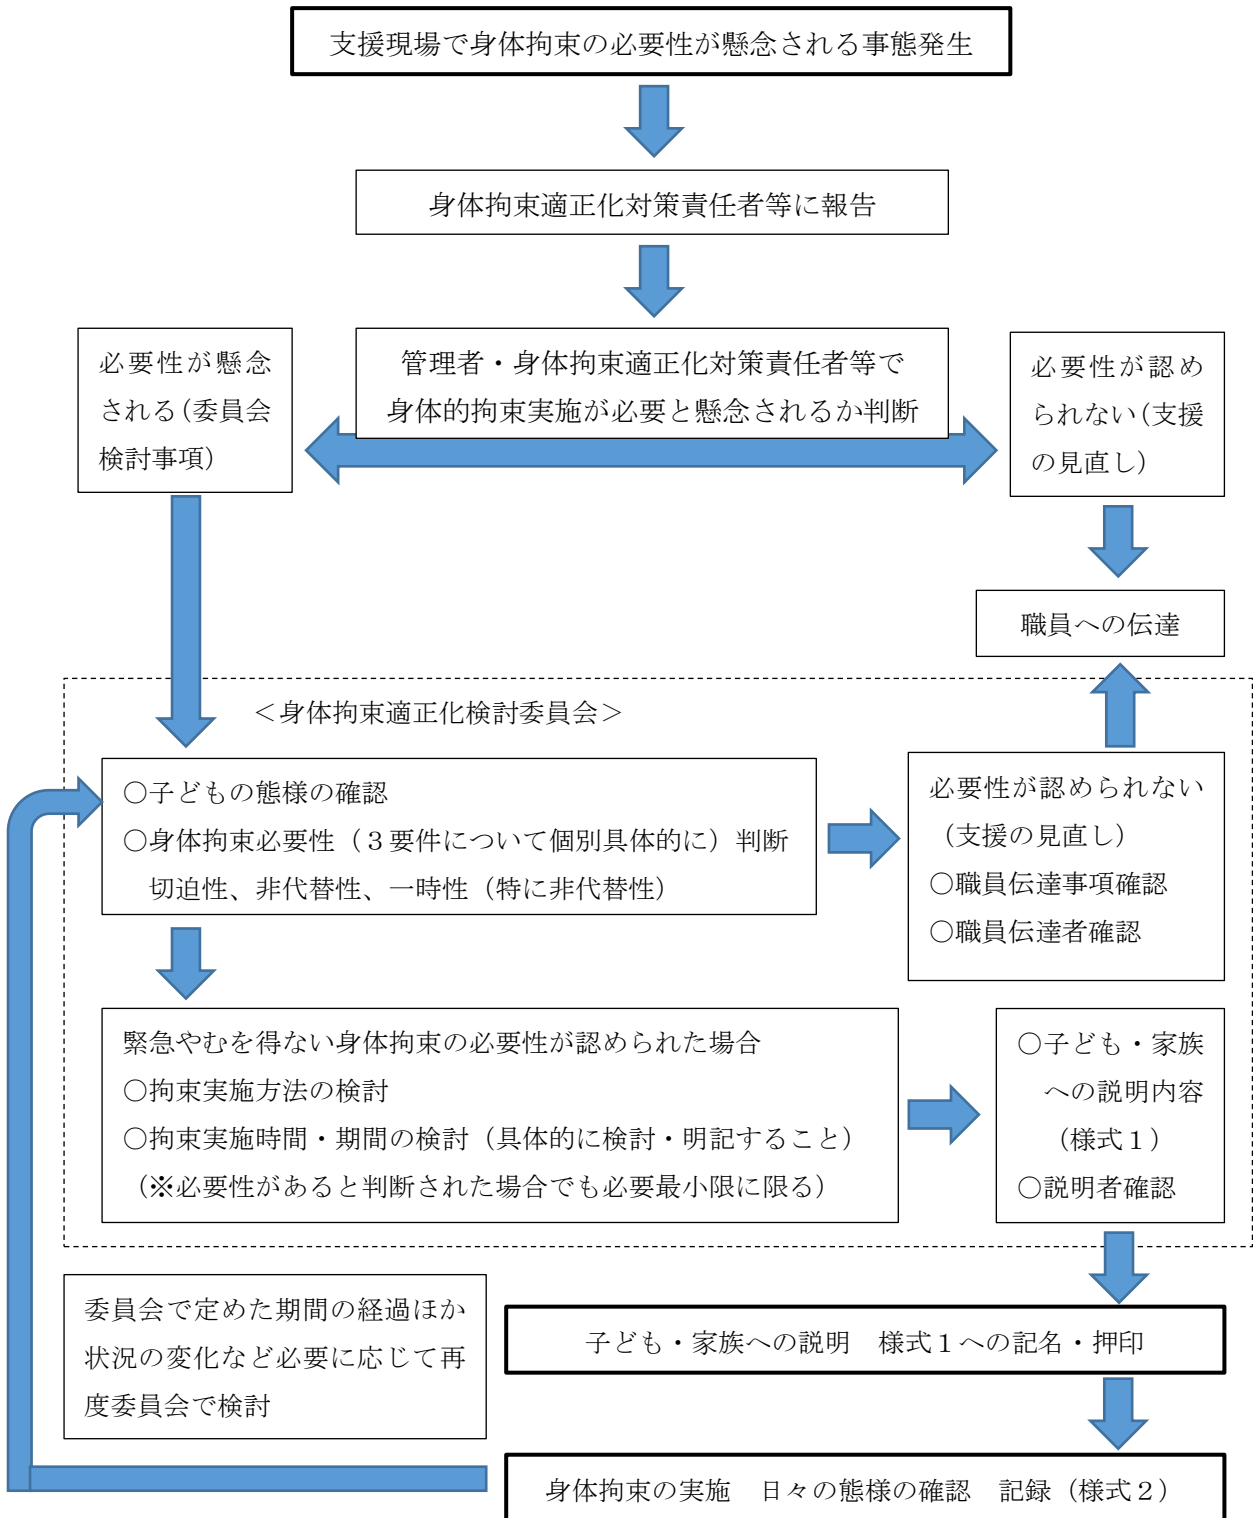 支援現場で身体拘束の必要性が懸念される事態発生
身体拘束適正化対策責任者等に報告
管理者・身体拘束適正化対策責任者等で
身体的拘束実施が必要と懸念されるか判断
必要性が懸念
される（委員会
検討事項）
必要性が認め
られない（支援
の見直し）
職員への伝達
＜身体拘束適正化検討委員会＞
○子どもの態様の確認
○身体拘束必要性（３要件について個別具体的に）判断
切迫性、非代替性、一時性（特に非代替性）
必要性が認められない
（支援の見直し）
○職員伝達事項確認
○職員伝達者確認
緊急やむを得ない身体拘束の必要性が認められた場合
○拘束実施方法の検討
○拘束実施時間・期間の検討（具体的に検討・明記すること）
（※必要性があると判断された場合でも必要最小限に限る）
○子ども・家族
への説明内容
（様式１）
○説明者確認
委員会で定めた期間の経過ほか
状況の変化など必要に応じて再
度委員会で検討
子ども・家族への説明　様式１への記名・押印
身体拘束の実施　日々の態様の確認　記録（様式２）